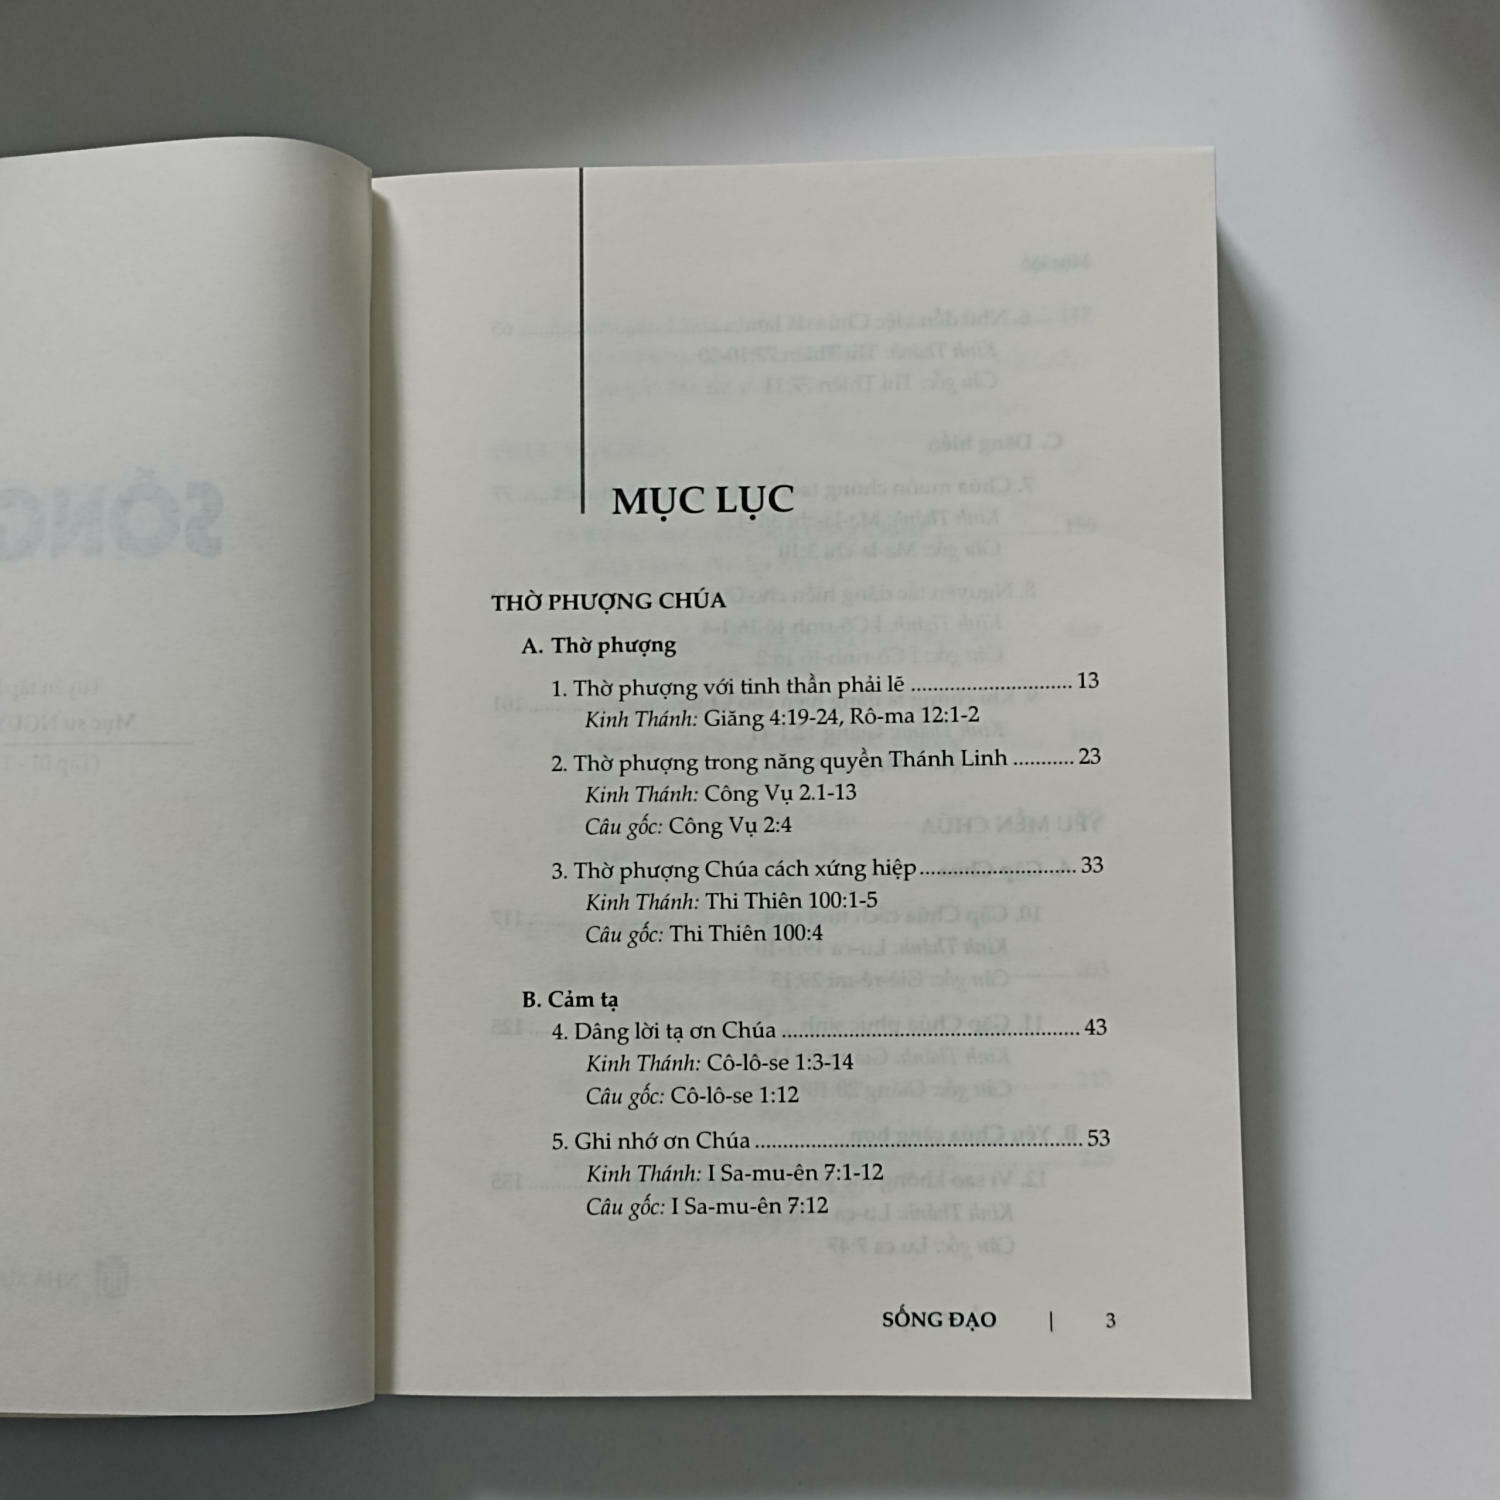 MỤC LỤC
THỜ PHƯỢNG CHÚA
A. Thờ phượng
1. Thờ phượng với tinh thần phải lẽ ............................ 13
Kinh Thánh: Giăng 4:19-24, Rô-ma 12:1-2
2. Thờ phượng trong năng quyền Thánh Linh ........... 23
Kinh Thánh: Công Vụ 2.1-13
Câu gốc: Công Vụ 2:4
3. Thờ phượng Chúa cách xứng hiệp ........................... 33
Kinh Thánh: Thi Thiên 100:1-5
Câu gốc: Thi Thiên 100:4
B. Cảm tạ
4. Dâng lời tạ ơn Chúa .................................................... 43
Kinh Thánh: Cô-lô-se 1:3-14
Câu gốc: Cô-lô-se 1:12
5. Ghi nhớ ơn Chúa .............................................................. 53
Kinh Thánh: I Sa-mu-ên 7:1-12
Câu gốc: I Sa-mu-ên 7:12
SỐNG ĐẠO | 3